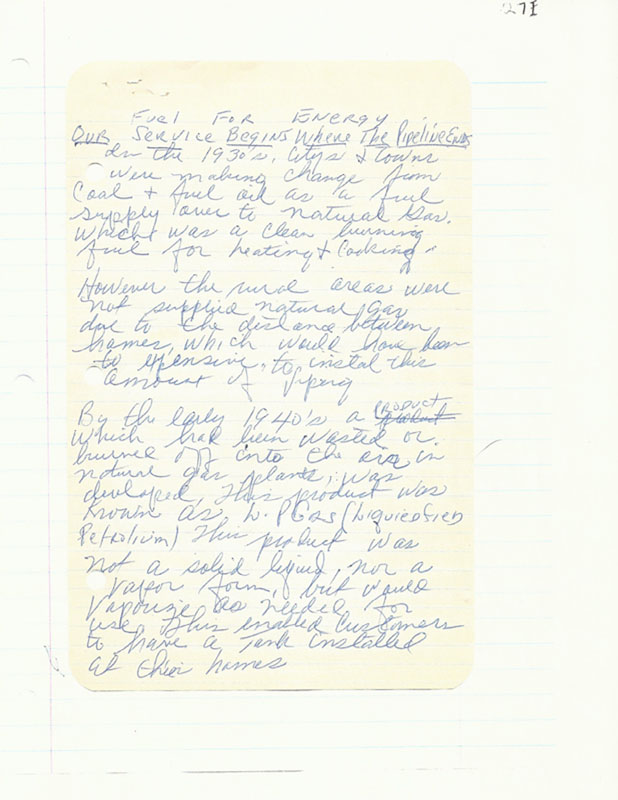 27I
Fuel For Energy
Our Service Begins Where The Pipeline Ends
In the 1930's, Citys & towns
were making change from
Coal + fuel oil as a fuel
supply over to natural Gas.
Which was a clean burning
fuel for heating & Cooking"
However the rural areas were
not supplied natural Gas
due to the distance between
homes, which would have been
to expensive, to instal this
amount of piping
By the early 1940's a product PRODUCT
which had been wasted or
burned off into the air, in
natural gas plants, was
developed, this product was
known as, L.P Gas (Liquiedfied
Petrolium) This product was
not a solid liquid, nor a
vapor form, but would
vaporize as needed for
use. This enabled Customers
to have a Tank installed
at their homes